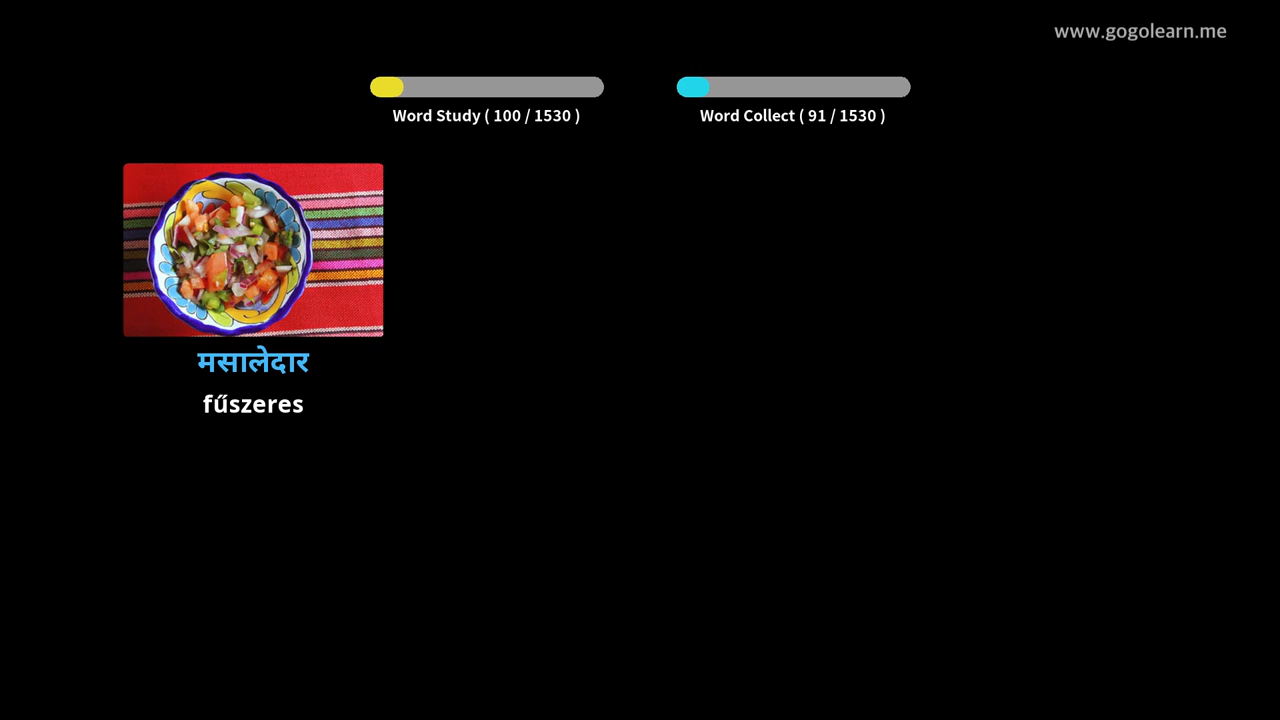 www.gogolearn.me
Word Study ( 100 / 1530 )
Word Collect ( 91 / 1530 )
मसालेदार
fűszeres